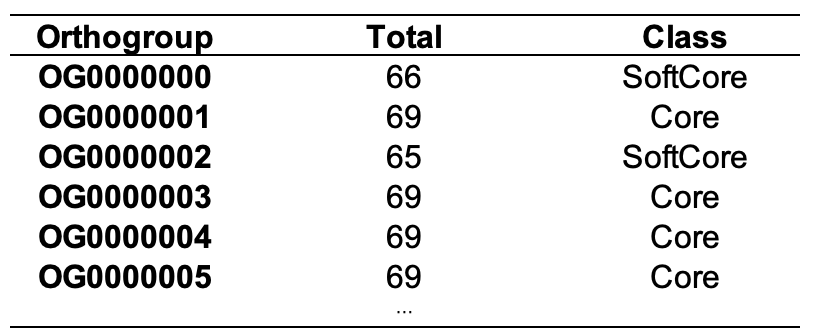 Orthogroup Total Class
OG0000000 66 SoftCore
OG0000001 69 Core
OG0000002 65 SoftCore
OG0000003 69 Core
OG0000004 69 Core
OG0000005 69 Core
...